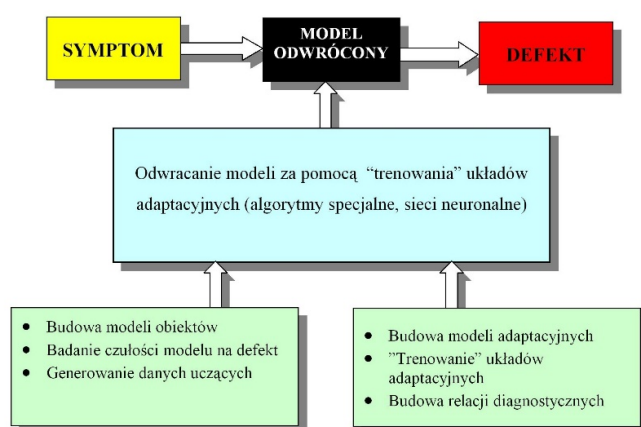 SYMPTOM
MODEL
ODWRÓCONY
DEFEKT
Odwracanie modeli za pomocą “trenowania” układów
adaptacyjnych (algorytmy specjalne, sieci neuronalne)
• Budowa modeli obiektów
• Badanie czułości modelu na defekt
• Generowanie danych uczących
• Budowa modeli adaptacyjnych
• ”Trenowanie” układów
adaptacyjnych
• Budowa relacji diagnostycznych